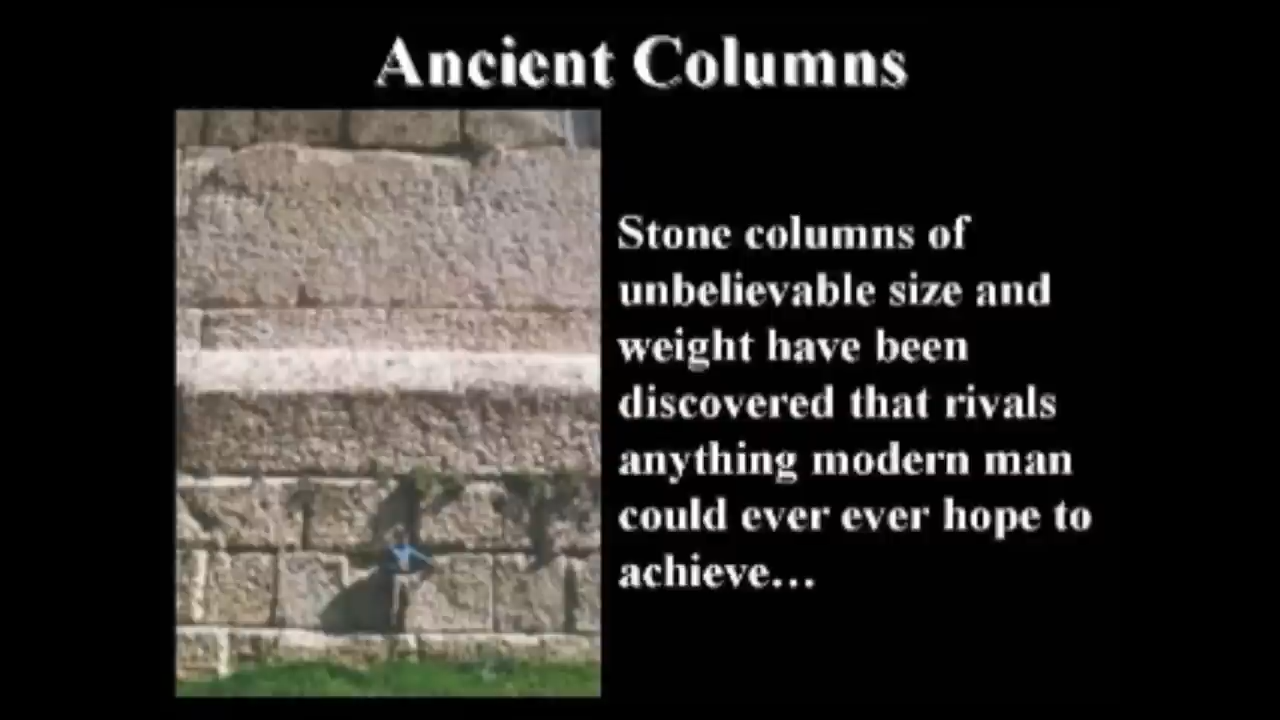 Ancient Columns
Stone columns of
unbelievable size and
weight have been
discovered that rivals
anything modern man
could ever ever hope to
achieve…